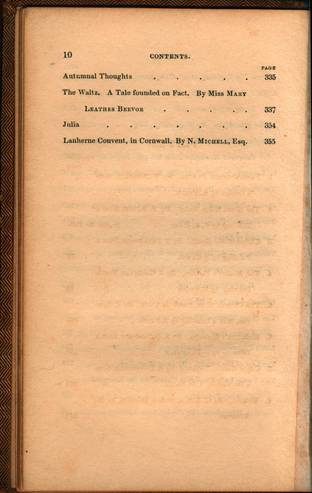 10 CONTENTS.
PAGE
Autumnal Thoughts . . . . . 335
The Waltz. A Tale founded on Fact. By Miss Mary
Leathes Beevor . . . . . 337
Julia . . . . . . . 354
Lanherne Convent, in Cornwall. By N. Michell, Esq. 355